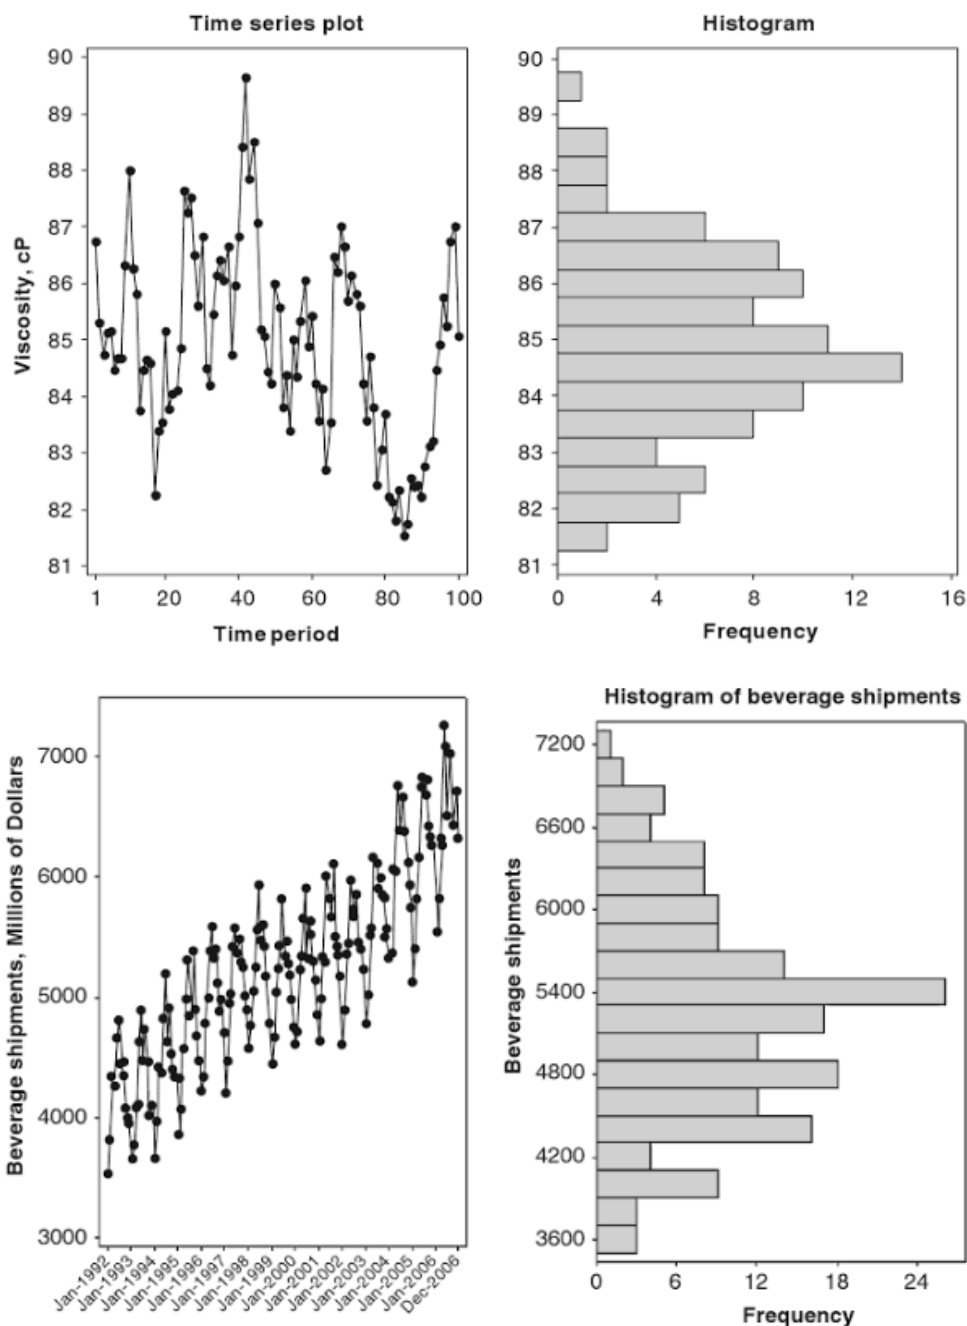 Time series plot
Viscosity, cP
90
89
88
87
86
85
84
83
82
81
1 20 40 60 80 100
Time period
Histogram
90
89
88
87
86
85
84
83
82
81
0 4 8 12 16
Frequency
Beverage shipments, Millions of Dollars
7000
6000
5000
4000
3000
Jan-1992
Jan-1993
Jan-1994
Jan-1995
Jan-1996
Jan-1997
Jan-1998
Jan-1999
Jan-2000
Jan-2001
Jan-2002
Jan-2003
Jan-2004
Jan-2005
Jan-2006
Dec-2006
Histogram of beverage shipments
Beverage shipments
7200
6600
6000
5400
4800
4200
3600
0 6 12 18 24
Frequency